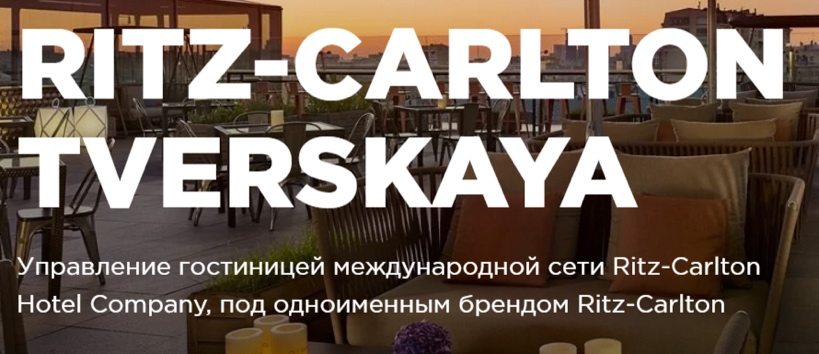 RITZ-CARLTON
TVERSKAYA
Управление гостиницей международной сети Ritz-Carlton
Hotel Company, под одноименным брендом Ritz-Carlton